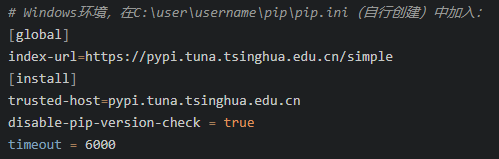 # Windows环境，在C:\user\username\pip\pip.ini（自行创建）中加入：
[global]
index-url=https://pypi.tuna.tsinghua.edu.cn/simple
[install]
trusted-host=pypi.tuna.tsinghua.edu.cn
disable-pip-version-check = true
timeout = 6000